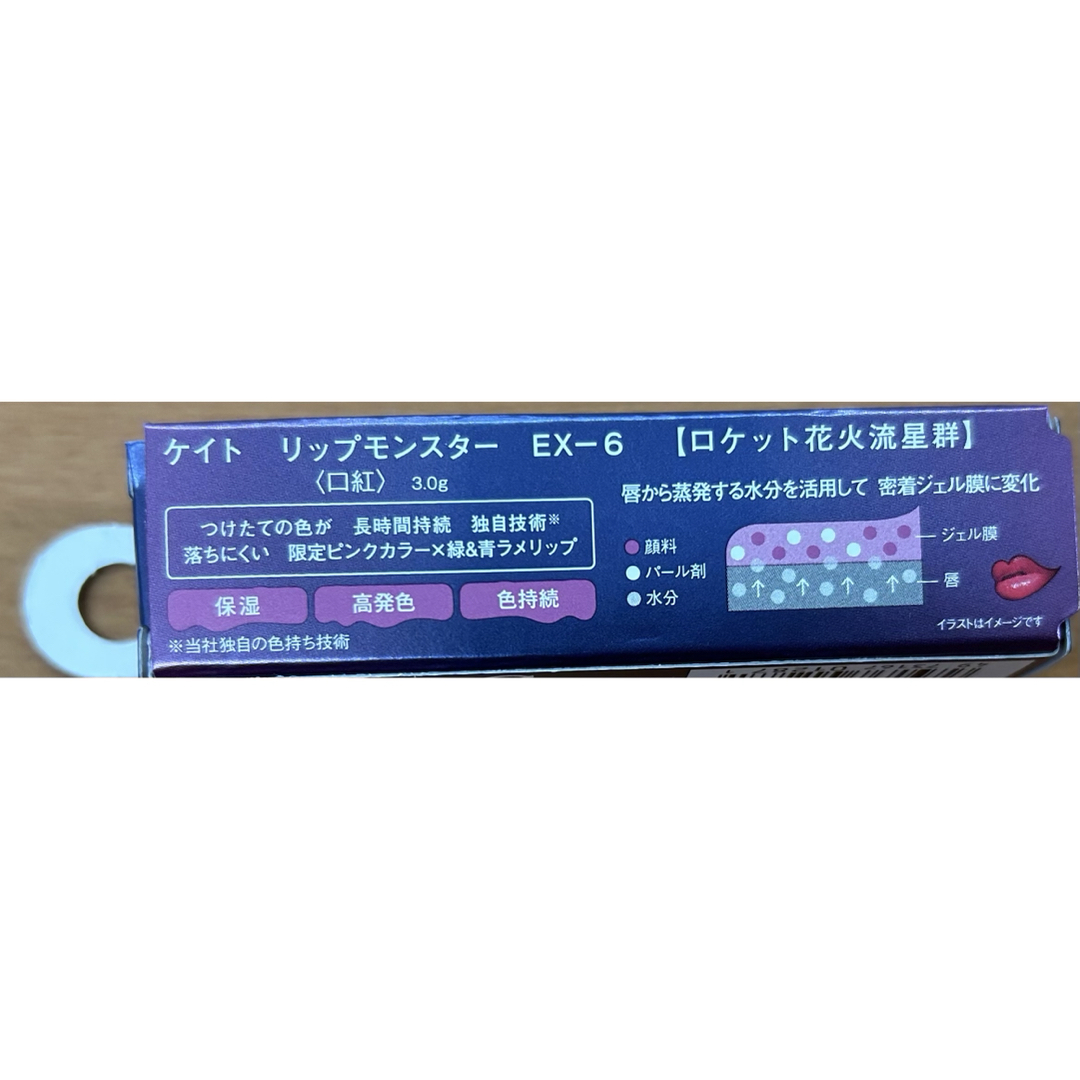 ケイト　リップモンスター　EX−6　【ロケット花火流星群】
〈口紅〉 3.0g
つけたての色が　長時間持続　独自技術※
落ちにくい　限定ピンクカラー×緑&青ラメリップ
保湿　高発色　色持続
※当社独自の色持ち技術
唇から蒸発する水分を活用して 密着ジェル膜に変化
顔料
パール剤
水分
ジェル膜
唇
イラストはイメージです